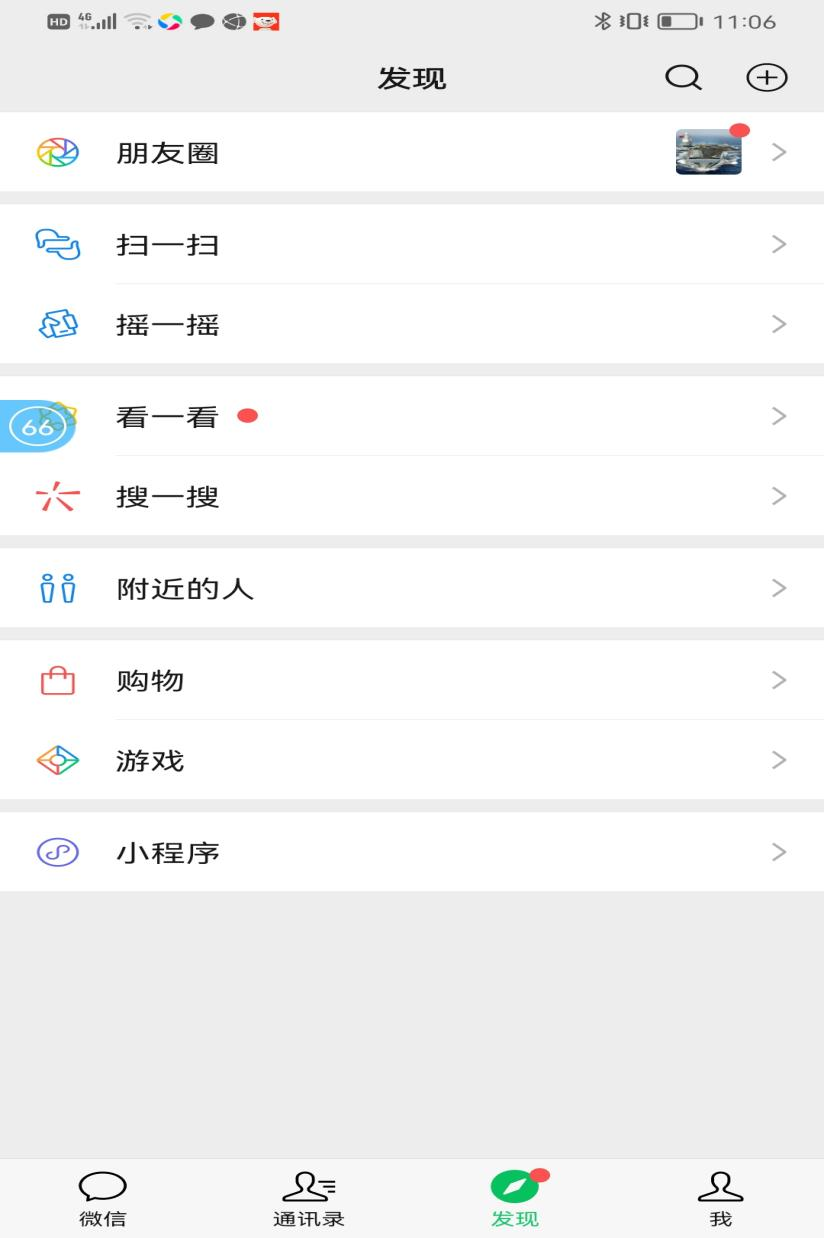 HD 4G 11:06
发现
朋友圈
扫一扫
摇一摇
66
看一看
搜一搜
附近的人
购物
游戏
小程序
微信 通讯录 发现 我